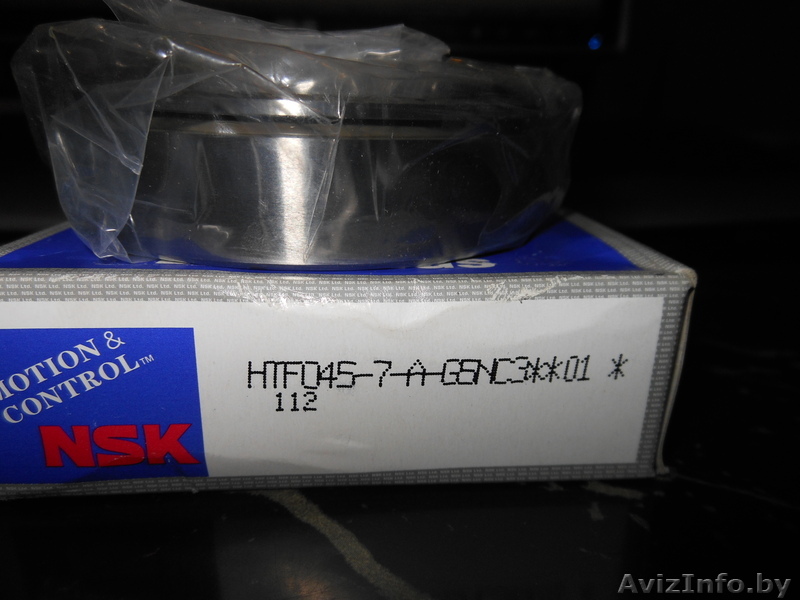 MOTION &
CONTROL™
NSK
HTF045-7-A-G5NC3**01 *
112
AvizInfo.by